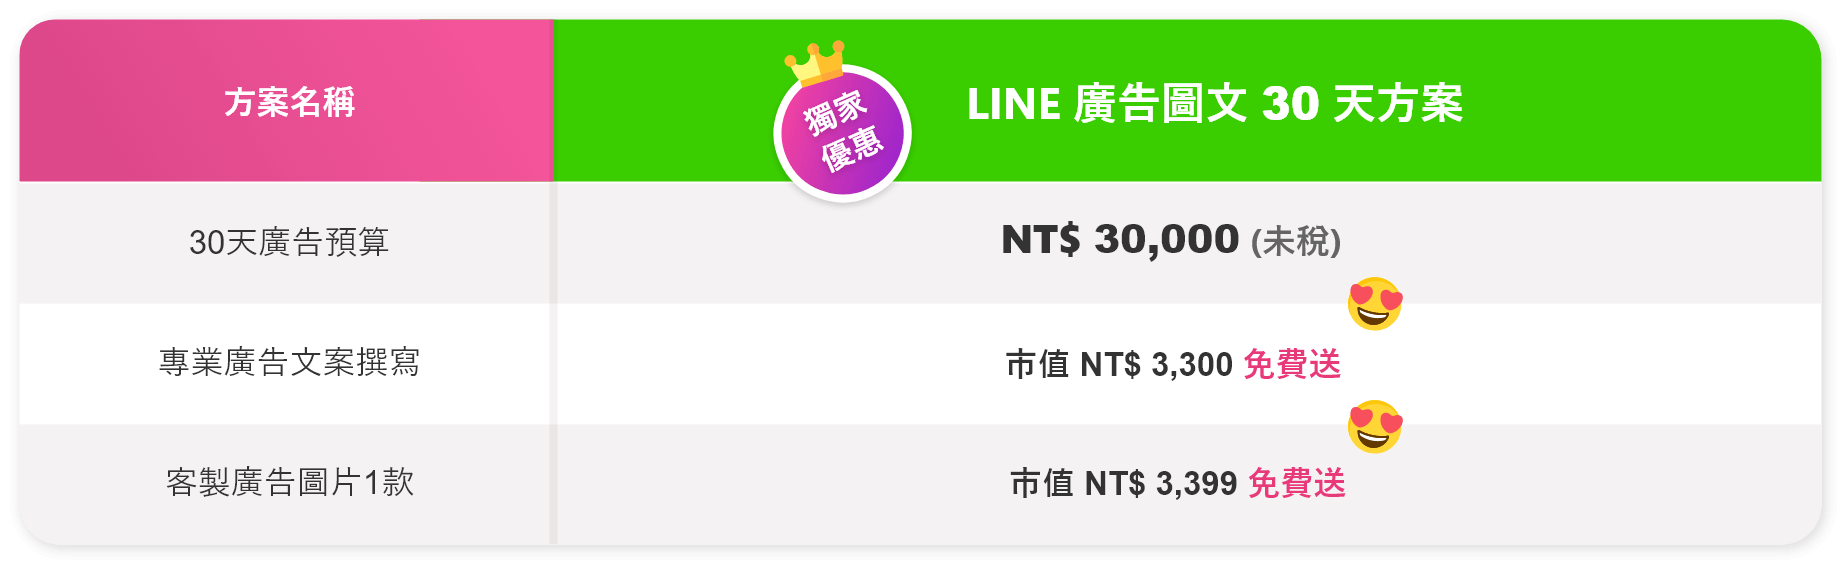 方案名稱
獨家
優惠
LINE 廣告圖文 30 天方案
30天廣告預算
NT$ 30,000 (未稅)
專業廣告文案撰寫
市值 NT$ 3,300 免費送
客製廣告圖片1款
市值 NT$ 3,399 免費送